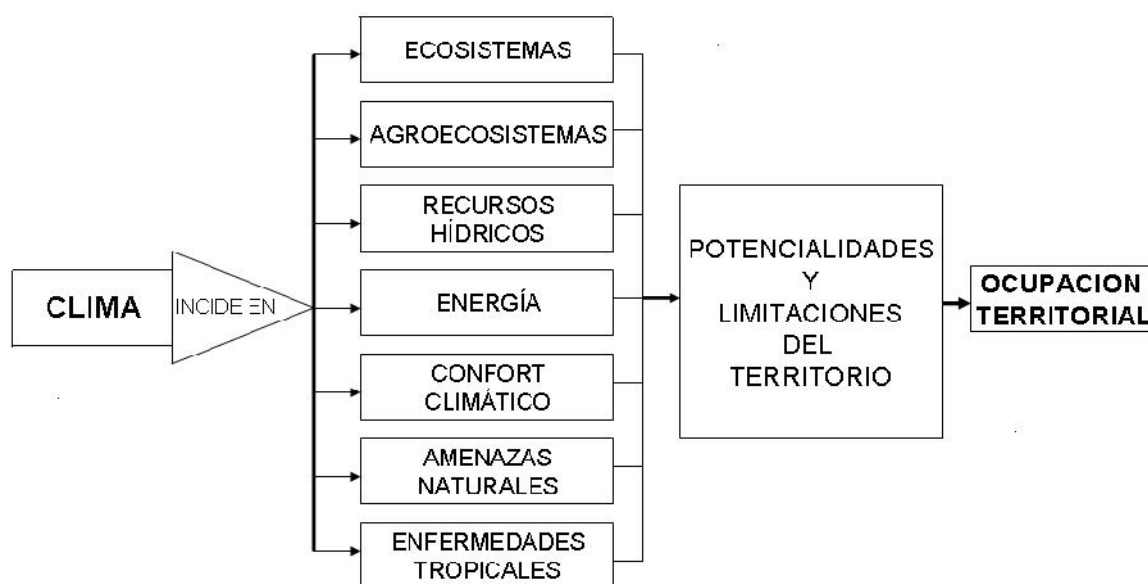 CLIMA
INCIDE EN
ECOSISTEMAS
AGROECOSISTEMAS
RECURSOS
HÍDRICOS
ENERGÍA
CONFORT
CLIMÁTICO
AMENAZAS
NATURALES
ENFERMEDADES
TROPICALES
POTENCIALIDADES
Y
LIMITACIONES
DEL
TERRITORIO
OCUPACION
TERRITORIAL